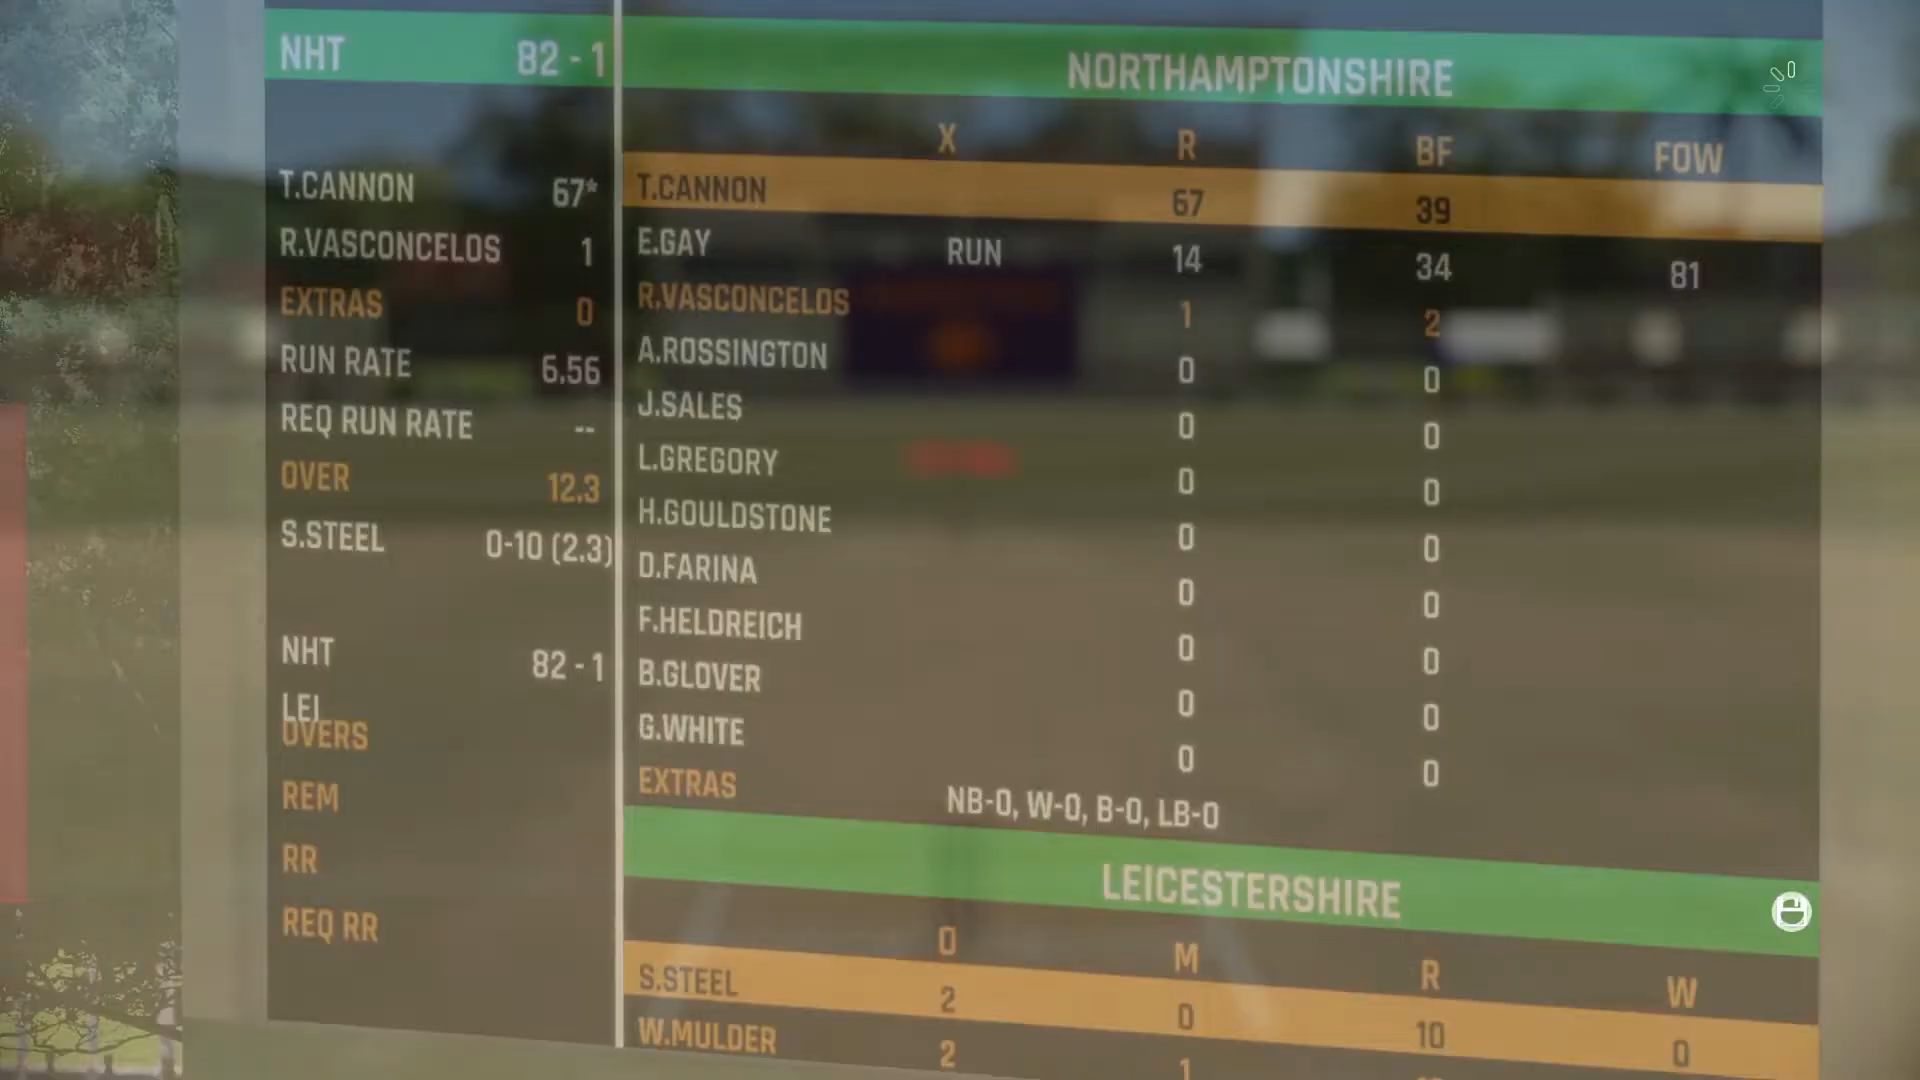 NHT 82 - 1
T.CANNON 67*
R.VASCONCELOS 1
EXTRAS 0
RUN RATE 6.56
REQ RUN RATE --
OVER 12.3
S.STEEL 0-10 (2.3)
NHT 82 - 1
LEI
OVERS
REM
RR
REQ RR
NORTHAMPTONSHIRE
X R BF FOW
T.CANNON 67 39
E.GAY RUN 14 34 81
R.VASCONCELOS 1 2
A.ROSSINGTON 0 0
J.SALES 0 0
L.GREGORY 0 0
H.GOULDSTONE 0 0
D.FARINA 0 0
F.HELDREICH 0 0
B.GLOVER 0 0
G.WHITE 0 0
EXTRAS NB-0, W-0, B-0, LB-0
LEICESTERSHIRE
O M R W
S.STEEL 2 0 10 0
W.MULDER 2 1